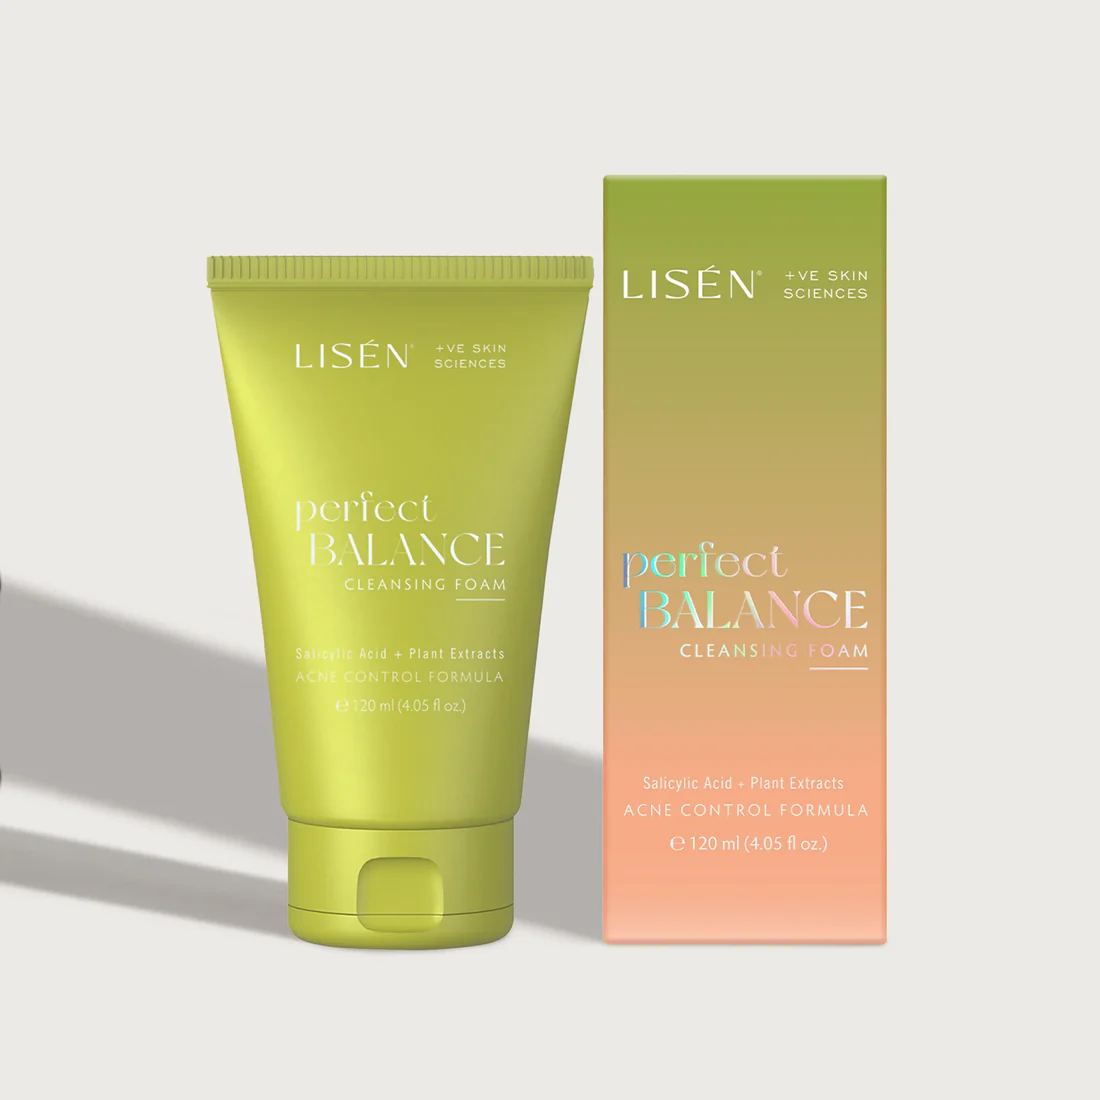 LISÉN®
+VE SKIN
SCIENCES
perfect
BALANCE
CLEANSING FOAM
Salicylic Acid + Plant Extracts
ACNE CONTROL FORMULA
℮ 120 ml (4.05 fl oz.)
LISÉN®
+VE SKIN
SCIENCES
perfect
BALANCE
CLEANSING FOAM
Salicylic Acid + Plant Extracts
ACNE CONTROL FORMULA
℮ 120 ml (4.05 fl oz.)